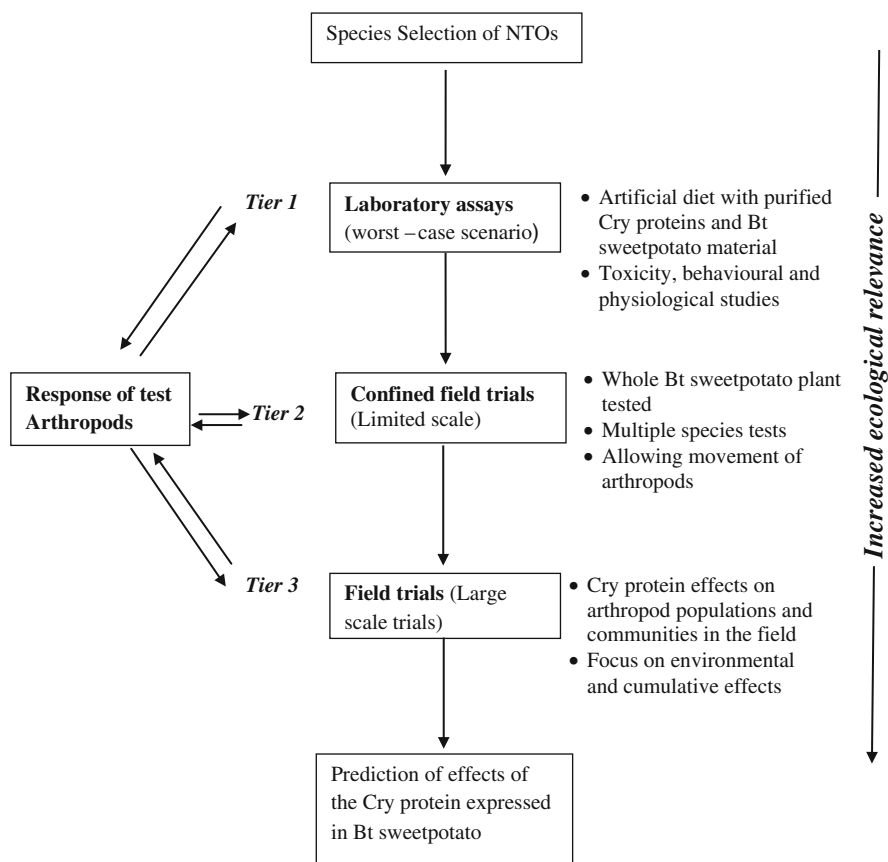 Species Selection of NTOs
Tier 1
Laboratory assays
(worst – case scenario)
• Artificial diet with purified
Cry proteins and Bt
sweetpotato material
• Toxicity, behavioural and
physiological studies
Response of test
Arthropods
Tier 2
Confined field trials
(Limited scale)
• Whole Bt sweetpotato plant
tested
• Multiple species tests
• Allowing movement of
arthropods
Tier 3
Field trials (Large
scale trials)
• Cry protein effects on
arthropod populations and
communities in the field
• Focus on environmental
and cumulative effects
Prediction of effects of
the Cry protein expressed
in Bt sweetpotato
Increased ecological relevance